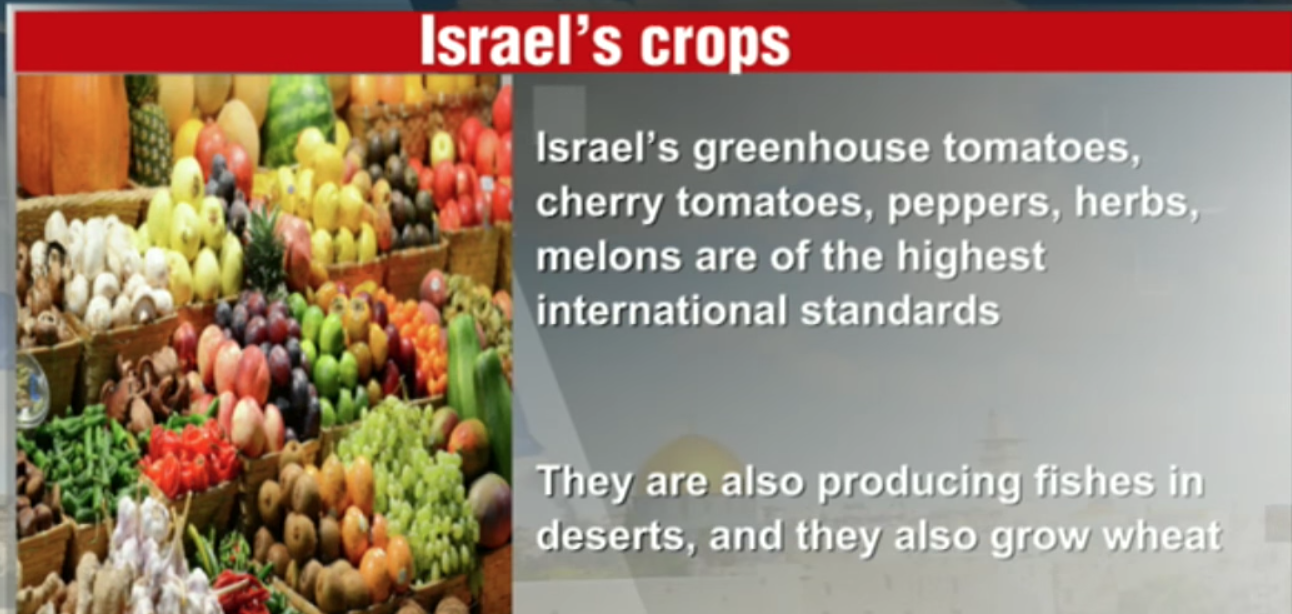 Israel’s crops
Israel’s greenhouse tomatoes,
cherry tomatoes, peppers, herbs,
melons are of the highest
international standards
They are also producing fishes in
deserts, and they also grow wheat